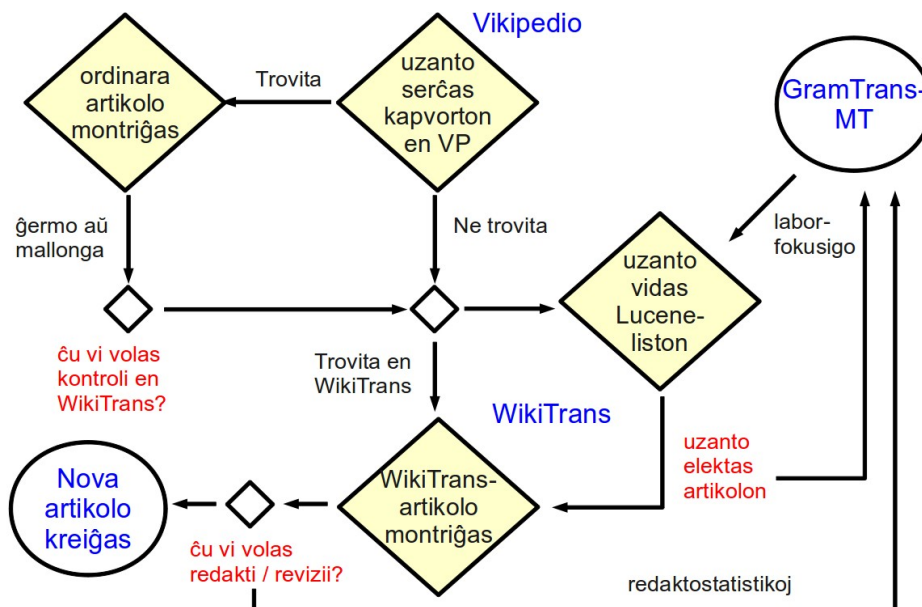 Vikipedio
ordinara
artikolo
montriĝas
Trovita
uzanto
serĉas
kapvorton
en VP
GramTrans-
MT
ĝermo aŭ
mallonga
Ne trovita
labor-
fokusigo
uzanto
vidas
Lucene-
liston
ĉu vi volas
kontroli en
WikiTrans?
Trovita en
WikiTrans
WikiTrans
uzanto
elektas
artikolon
Nova
artikolo
kreiĝas
WikiTrans-
artikolo
montriĝas
ĉu vi volas
redakti / revizii?
redaktostatistikoj